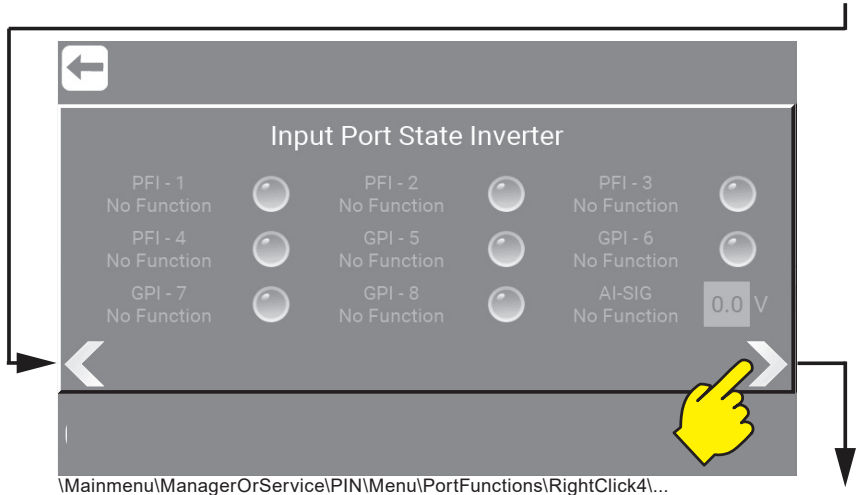 Input Port State Inverter
PFI - 1 PFI - 2 PFI - 3
No Function No Function No Function
PFI - 4 GPI - 5 GPI - 6
No Function No Function No Function
GPI - 7 GPI - 8 AI-SIG
No Function No Function No Function 0.0 V
\Mainmenu\ManagerOrService\PIN\Menu\PortFunctions\RightClick4\...